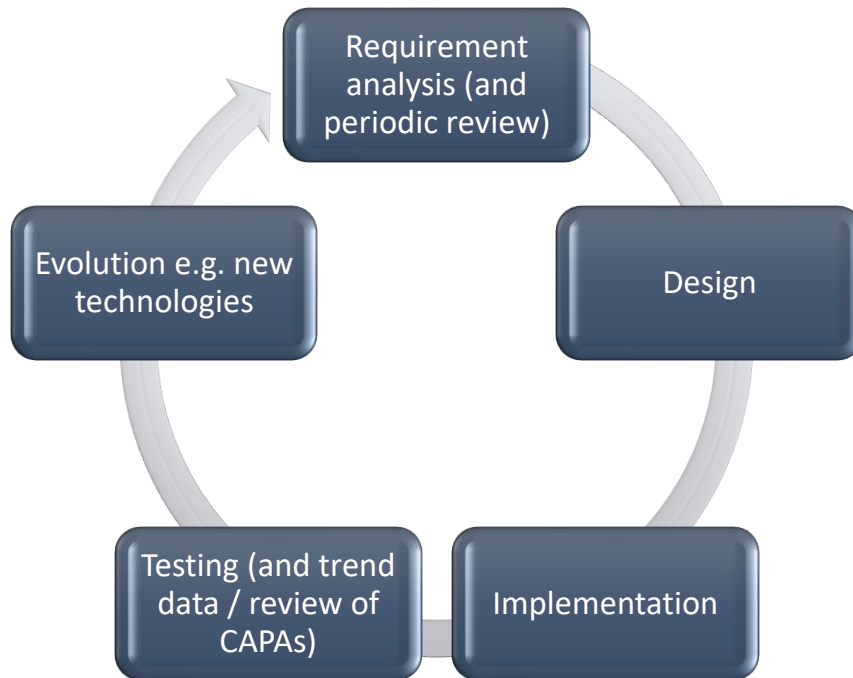 Requirement
analysis (and
periodic review)
Design
Implementation
Testing (and trend
data / review of
CAPAs)
Evolution e.g. new
technologies